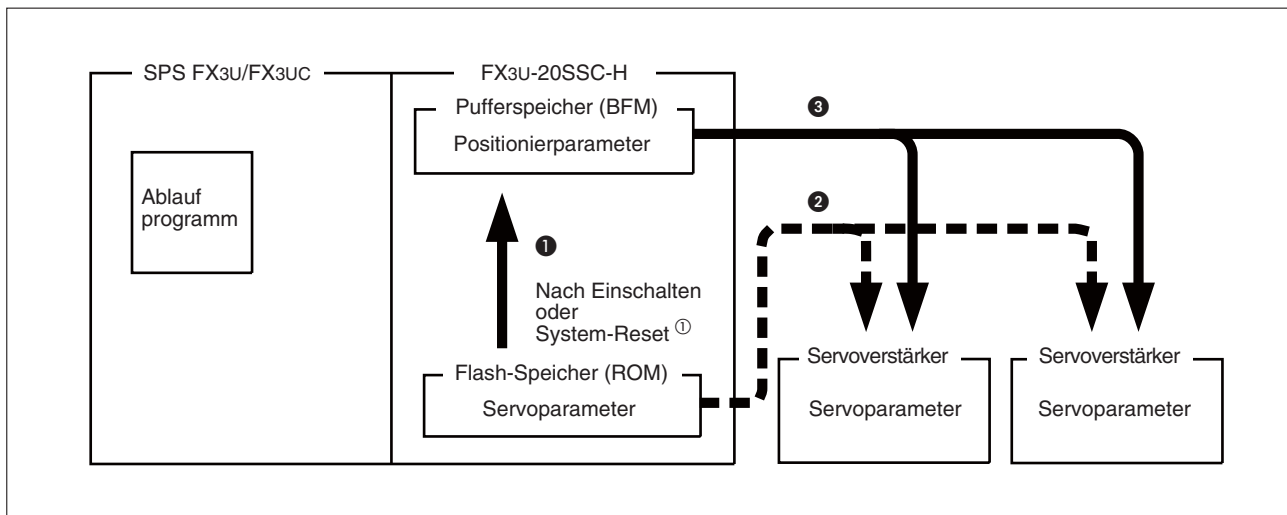 SPS FX3U/FX3UC
FX3U-20SSC-H
Pufferspeicher (BFM)
Positionierparameter
❸
Ablauf
programm
❷
❶
Nach Einschalten
oder
System-Reset ①
Flash-Speicher (ROM)
Servoparameter
Servoverstärker
Servoparameter
Servoverstärker
Servoparameter